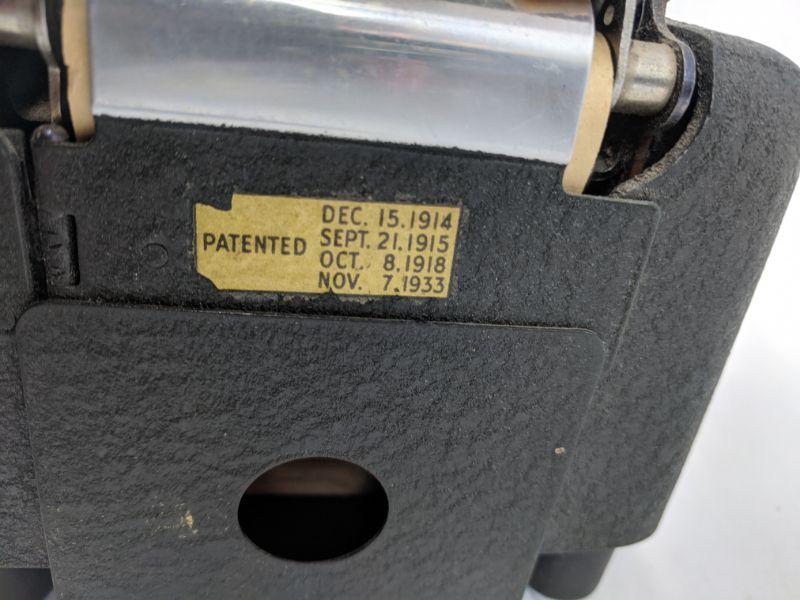 PATENTED
DEC. 15.1914
SEPT. 21.1915
OCT. 8.1918
NOV. 7.1933